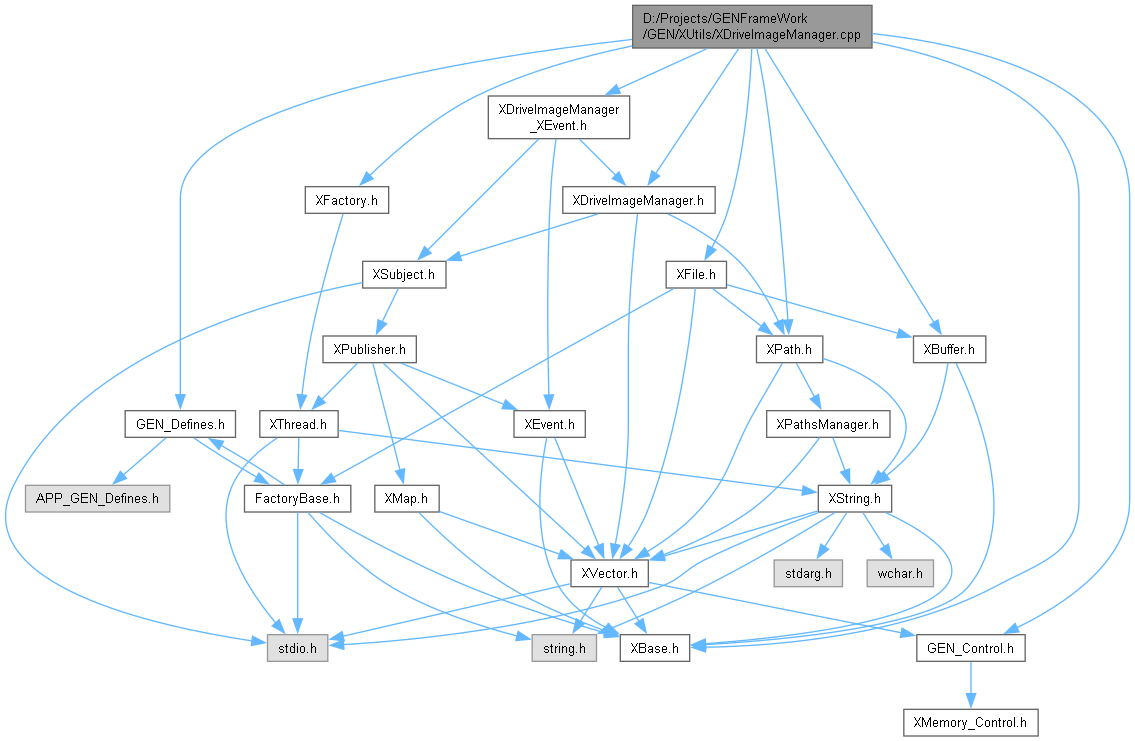 D:/Projects/GENFrameWork
/GEN/XUtils/XDriveImageManager.cpp
XDriveImageManager
_XEvent.h
XFactory.h
XDriveImageManager.h
XSubject.h
XFile.h
XPublisher.h
XPath.h
XBuffer.h
GEN_Defines.h
XThread.h
XEvent.h
XPathsManager.h
APP_GEN_Defines.h
FactoryBase.h
XMap.h
XString.h
XVector.h
stdarg.h
wchar.h
stdio.h
string.h
XBase.h
GEN_Control.h
XMemory_Control.h